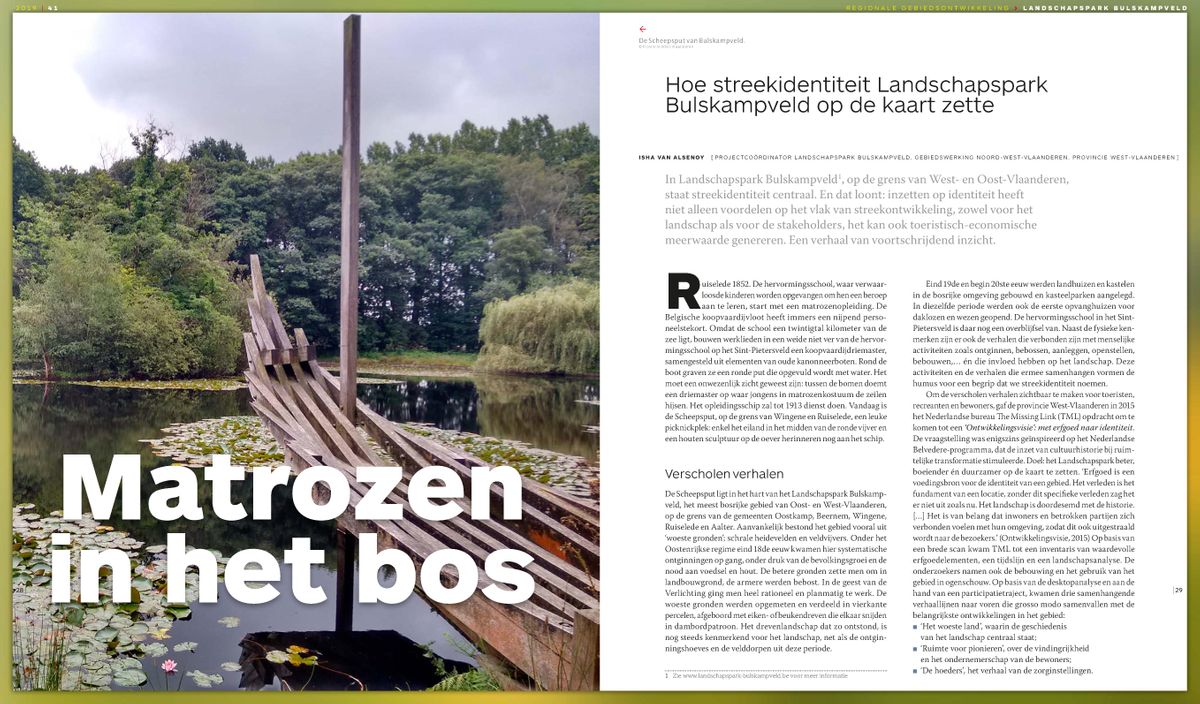 2019 | 41
REGIONALE GEBIEDSONTWIKKELING > LANDSCHAPSPARK BULSKAMPVELD
Matrozen
in het bos
De Scheepsput van Bulskampveld.
Hoe streekidentiteit Landschapspark
Bulskampveld op de kaart zette
ISHA VAN ALSENOY [PROJECTCOÖRDINATOR LANDSCHAPSPARK BULSKAMPVELD, GEBIEDSWERKING NOORD-WEST-VLAANDEREN, PROVINCIE WEST-VLAANDEREN]
In Landschapspark Bulskampveld¹, op de grens van West- en Oost-Vlaanderen,
staat streekidentiteit centraal. En dat loont: inzetten op identiteit heeft
niet alleen voordelen op het vlak van streekontwikkeling, zowel voor het
landschap als voor de stakeholders, het kan ook toeristisch-economische
meerwaarde genereren. Een verhaal van voortschrijdend inzicht.
Ruiselede 1852. De hervormingsschool, waar verwaar-
loosde kinderen worden opgevangen om hen een beroep
aan te leren, start met een matrozenopleiding. De
Belgische koopvaardijvloot heeft immers een nijpend perso-
neelstekort. Omdat de school een twintigtal kilometer van de
zee ligt, bouwen werklieden in een weide niet ver van de hervor-
mingsschool op het Sint-Pietersveld een koopvaardijdriemaster,
samengesteld uit elementen van oude kanonneerboten. Rond de
boot graven ze een ronde put die opgevuld wordt met water. Het
moet een onwezenlijk zicht geweest zijn: tussen de bomen doemt
een driemaster op waar jongens in matrozenkostuum de zeilen
hijsen. Het opleidingsschip zal tot 1913 dienst doen. Vandaag is
de Scheepsput, op de grens van Wingene en Ruiselede, een leuke
picknickplek: enkel het eiland in het midden van de ronde vijver en
een houten sculptuur op de oever herinneren nog aan het schip.
Verscholen verhalen
De Scheepsput ligt in het hart van het Landschapspark Bulskamp-
veld, het meest bosrijke gebied van Oost- en West-Vlaanderen,
op de grens van de gemeenten Oostkamp, Beernem, Wingene,
Ruiselede en Aalter. Aanvankelijk bestond het gebied vooral uit
‘woeste gronden’: schrale heidevelden en veldvijvers. Onder het
Oostenrijkse regime eind 18de eeuw kwamen hier systematische
ontginningen op gang, onder druk van de bevolkingsgroei en de
nood aan voedsel en hout. De betere gronden zette men om in
landbouwgrond, de armere werden bebost. In de geest van de
Verlichting ging men heel rationeel en planmatig te werk. De
woeste gronden werden opgemeten en verdeeld in vierkante
percelen, afgeboord met eiken- of beukendreven die elkaar snijden
in dambordpatroon. Het drevenlandschap dat zo ontstond, is
nog steeds kenmerkend voor het landschap, net als de ontgin-
ningshoeves en de velddorpen uit deze periode.
1 Zie www.landschapspark-bulskampveld.be voor meer informatie
Eind 19de en begin 20ste eeuw werden landhuizen en kastelen
in de bosrijke omgeving gebouwd en kasteelparken aangelegd.
In diezelfde periode werden ook de eerste opvanghuizen voor
daklozen en wezen geopend. De hervormingsschool in het Sint-
Pietersveld is daar nog een overblijfsel van. Naast de fysieke ken-
merken zijn er ook de verhalen die verbonden zijn met menselijke
activiteiten zoals ontginnen, bebossen, aanleggen, openstellen,
bebouwen,… én die invloed hebben op het landschap. Deze
activiteiten en de verhalen die ermee samenhangen vormen de
humus voor een begrip dat we streekidentiteit noemen.
Om de verscholen verhalen zichtbaar te maken voor toeristen,
recreanten en bewoners, gaf de provincie West-Vlaanderen in 2015
het Nederlandse bureau The Missing Link (TML) opdracht om te
komen tot een ‘Ontwikkelingsvisie’: met erfgoed naar identiteit.
De vraagstelling was enigszins geïnspireerd op het Nederlandse
Belvedere-programma, dat de inzet van cultuurhistorie bij ruim-
telijke transformatie stimuleerde. Doel: het Landschapspark beter,
boeiender én duurzamer op de kaart te zetten. ‘Erfgoed is een
voedingsbron voor de identiteit van een gebied. Het verleden is het
fundament van een locatie, zonder dit specifieke verleden zag het
er niet uit zoals nu. Het landschap is doordesemd met de historie.
[...] Het is van belang dat inwoners en betrokken partijen zich
verbonden voelen met hun omgeving, zodat dit ook uitgestraald
wordt naar de bezoekers.’ (Ontwikkelingsvisie, 2015) Op basis van
een brede scan kwam TML tot een inventaris van waardevolle
erfgoedelementen, een tijdslijn en een landschapsanalyse. De
onderzoekers namen ook de bebouwing en het gebruik van het
gebied in ogenschouw. Op basis van de desktopanalyse en aan de
hand van een participatietraject, kwamen drie samenhangende
verhaallijnen naar voren die grosso modo samenvallen met de
belangrijkste ontwikkelingen in het gebied:
■ ‘Het woeste land’, waarin de geschiedenis
van het landschap centraal staat;
■ ‘Ruimte voor pionieren’, over de vindingrijkheid
en het ondernemerschap van de bewoners;
■ ‘De hoeders’, het verhaal van de zorginstellingen.
|29